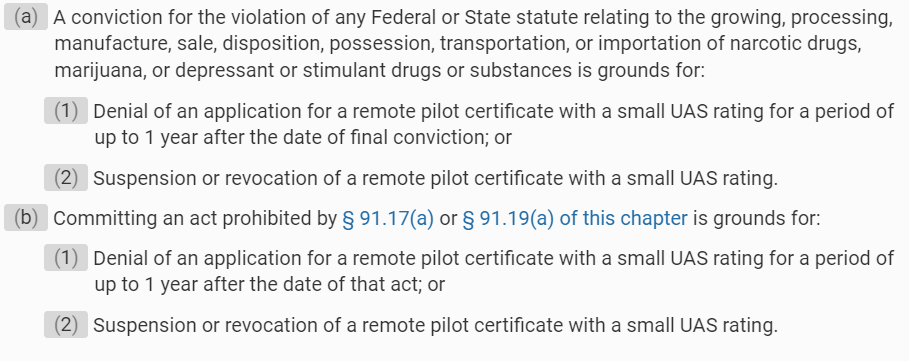 (a) A conviction for the violation of any Federal or State statute relating to the growing, processing,
manufacture, sale, disposition, possession, transportation, or importation of narcotic drugs,
marijuana, or depressant or stimulant drugs or substances is grounds for:
(1) Denial of an application for a remote pilot certificate with a small UAS rating for a period of
up to 1 year after the date of final conviction; or
(2) Suspension or revocation of a remote pilot certificate with a small UAS rating.
(b) Committing an act prohibited by § 91.17(a) or § 91.19(a) of this chapter is grounds for:
(1) Denial of an application for a remote pilot certificate with a small UAS rating for a period of
up to 1 year after the date of that act; or
(2) Suspension or revocation of a remote pilot certificate with a small UAS rating.